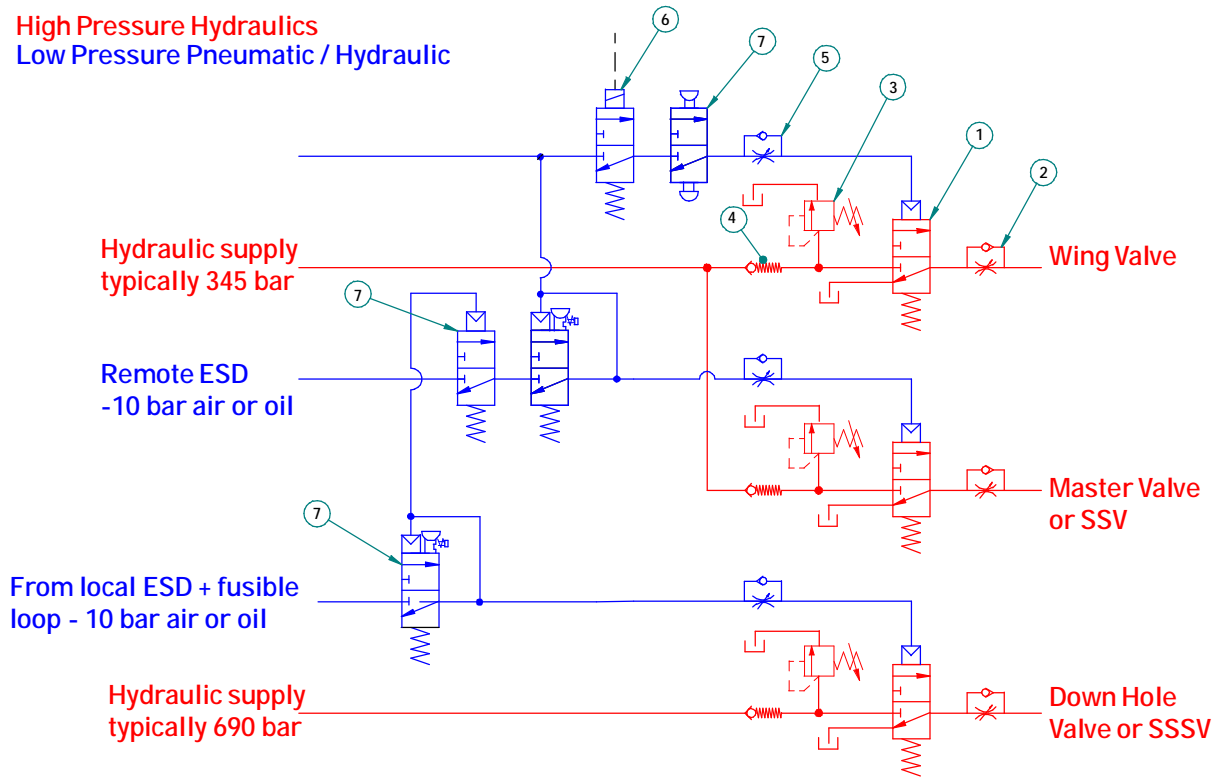 High Pressure Hydraulics
Low Pressure Pneumatic / Hydraulic
6
7
5
3
1
2
4
Hydraulic supply
typically 345 bar
Wing Valve
7
Remote ESD
-10 bar air or oil
Master Valve
or SSV
7
From local ESD + fusible
loop - 10 bar air or oil
Hydraulic supply
typically 690 bar
Down Hole
Valve or SSSV